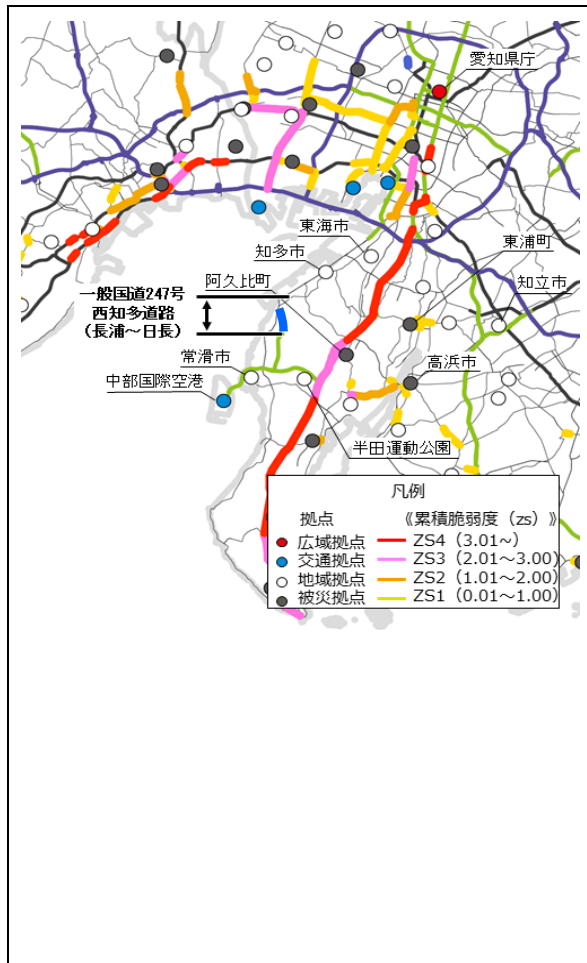 愛知県庁
東海市
東浦町
知多市
阿久比町
知立市
一般国道247号
西知多道路
（長浦～日長）
常滑市
高浜市
中部国際空港
半田運動公園
凡例
拠点
《累積脆弱度（zs）》
広域拠点
ZS4（3.01～）
交通拠点
ZS3（2.01～3.00）
地域拠点
ZS2（1.01～2.00）
被災拠点
ZS1（0.01～1.00）